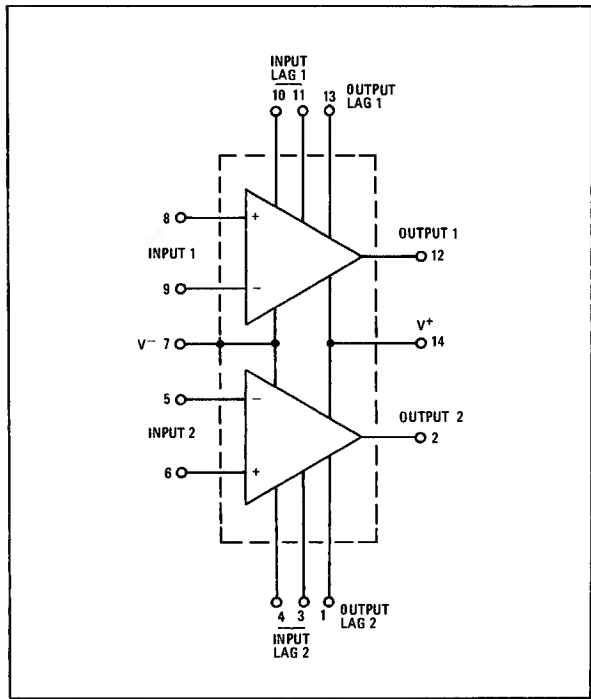 INPUT
LAG 1
10 11 13 OUTPUT
LAG 1
8 +
INPUT 1
9 −
OUTPUT 1
12
V− 7
V+
14
5 −
INPUT 2
6 +
OUTPUT 2
2
4 3 1 OUTPUT
LAG 2
INPUT
LAG 2